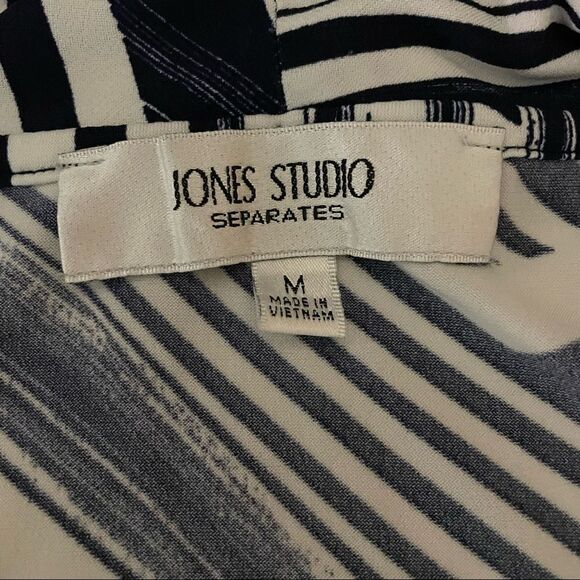 JONES STUDIO
SEPARATES
M
MADE IN
VIETNAM